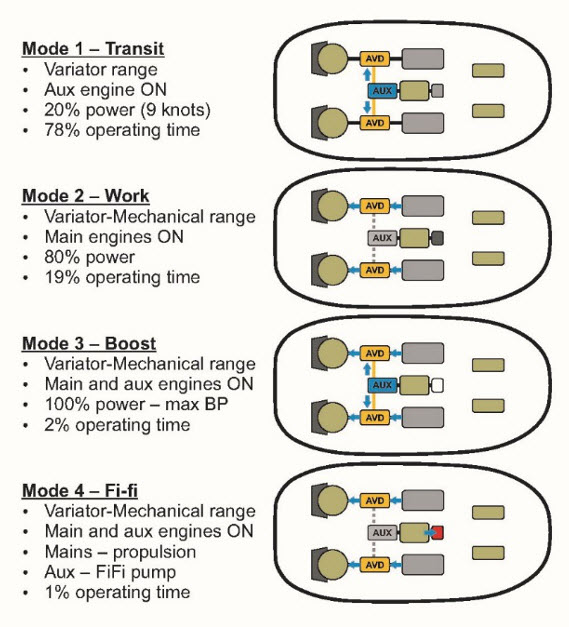 Mode 1 – Transit
• Variator range
• Aux engine ON
• 20% power (9 knots)
• 78% operating time
AVD
AUX
AVD
Mode 2 – Work
• Variator-Mechanical range
• Main engines ON
• 80% power
• 19% operating time
AVD
AUX
AVD
Mode 3 – Boost
• Variator-Mechanical range
• Main and aux engines ON
• 100% power – max BP
• 2% operating time
AVD
AUX
AVD
Mode 4 – Fi-fi
• Variator-Mechanical range
• Main and aux engines ON
• Mains – propulsion
• Aux – FiFi pump
• 1% operating time
AVD
AUX
AVD